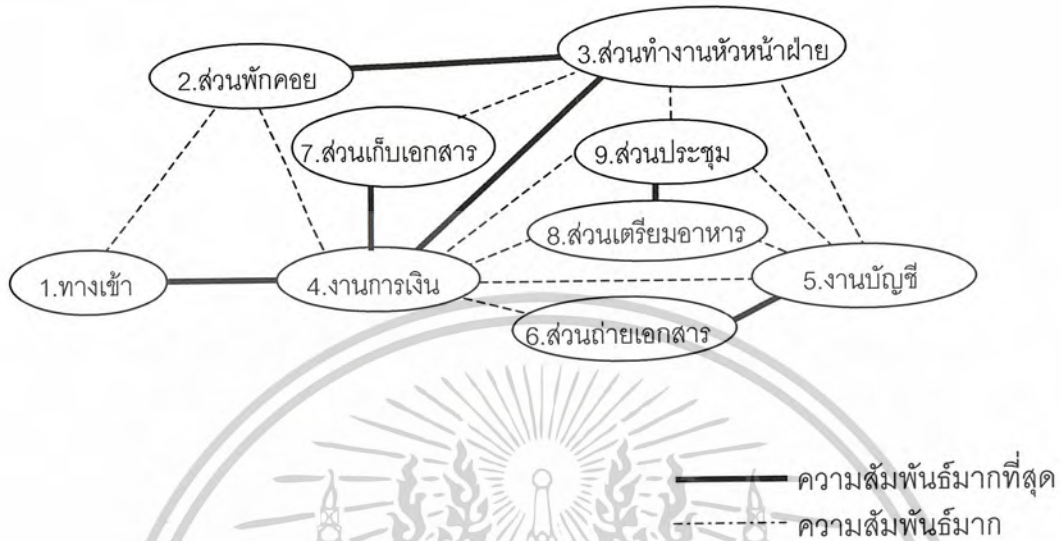 3.ส่วนทำงานหัวหน้าฝ่าย
2.ส่วนพักคอย
7.ส่วนเก็บเอกสาร
9.ส่วนประชุม
8.ส่วนเตรียมอาหาร
1.ทางเข้า
4.งานการเงิน
5.งานบัญชี
6.ส่วนถ่ายเอกสาร
ความสัมพันธ์มากที่สุด
ความสัมพันธ์มาก